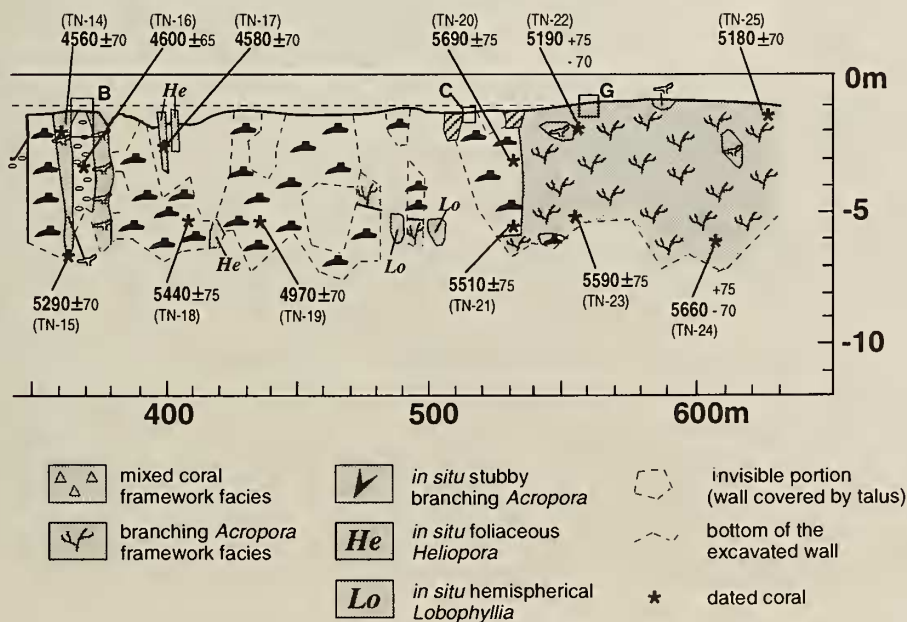 (TN-14) (TN-16) (TN-17) (TN-20) (TN-22) (TN-25)
4560±70 4600±65 4580±70 5690±75 5190 +75 - 70 5180±70
0m
B He C G
-5
Lo
He Lo
5290±70 5440±75 4970±70 5510±75 5590±75 5660 +75 - 70
(TN-15) (TN-18) (TN-19) (TN-21) (TN-23) (TN-24)
-10
400 500 600m
mixed coral
framework facies
branching Acropora
framework facies
in situ stubby
branching Acropora
He in situ foliaceous
Heliopora
Lo in situ hemispherical
Lobophyllia
invisible portion
(wall covered by talus)
bottom of the
excavated wall
* dated coral